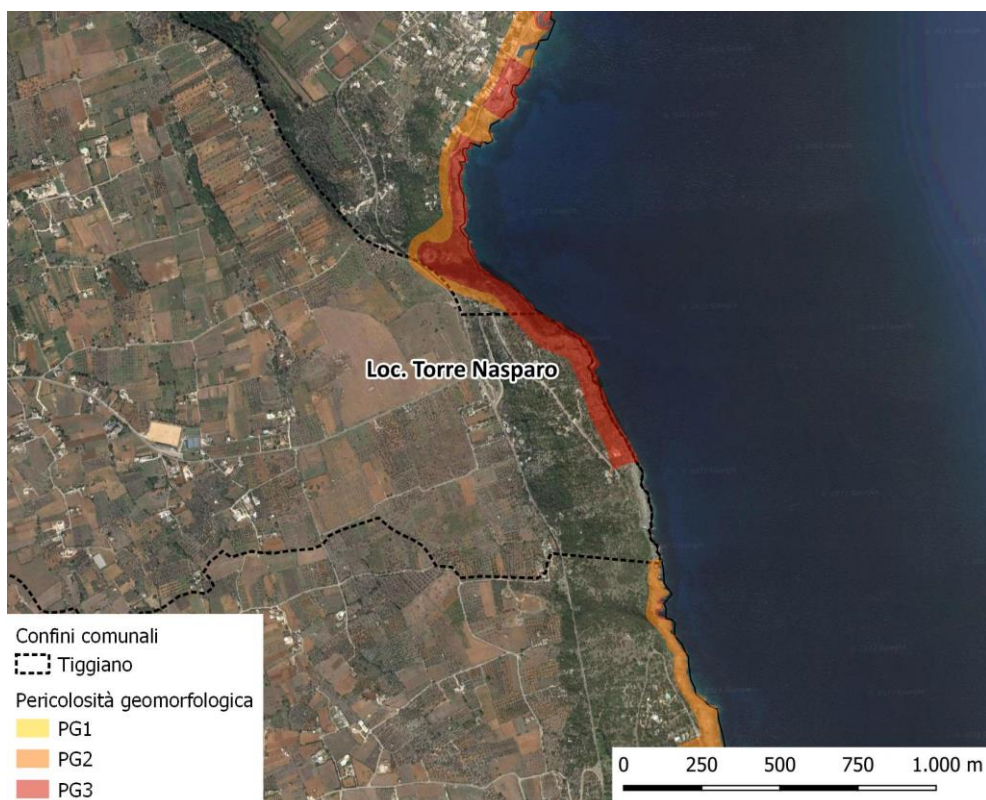 Loc. Torre Nasparo
Confini comunali
Tiggiano
Pericolosità geomorfologica
PG1
PG2
PG3
0 250 500 750 1.000 m